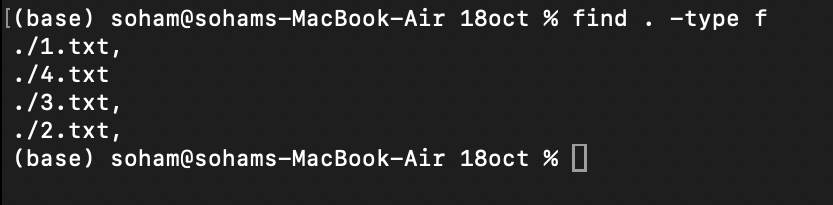 [(base) soham@sohams-MacBook-Air 18oct % find . -type f
./1.txt,
./4.txt
./3.txt,
./2.txt,
(base) soham@sohams-MacBook-Air 18oct %